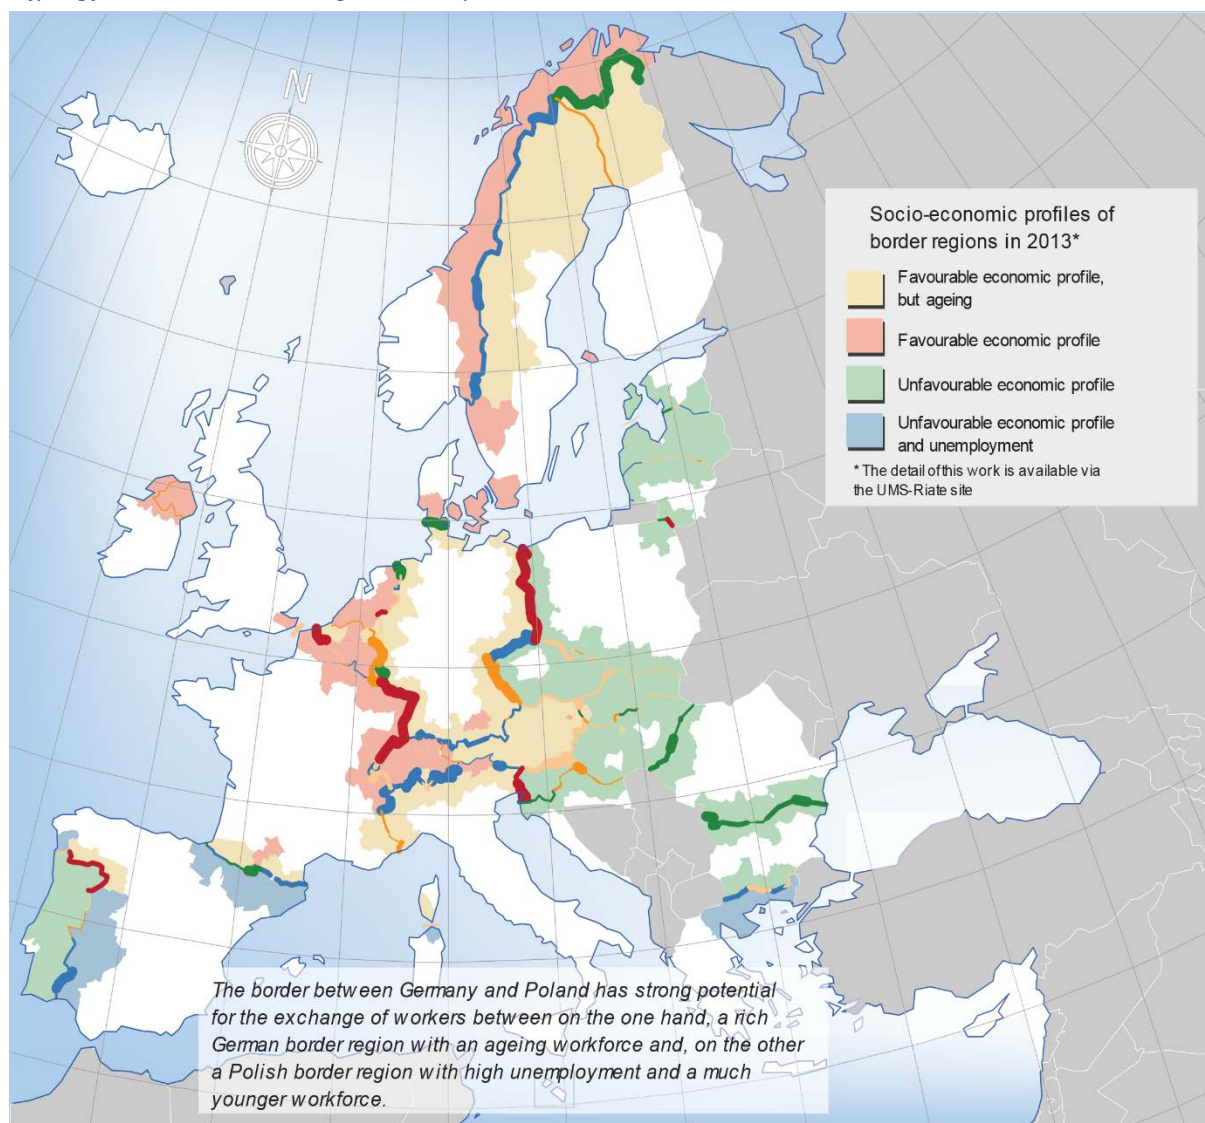 N
Socio-economic profiles of
border regions in 2013*
Favourable economic profile,
but ageing
Favourable economic profile
Unfavourable economic profile
Unfavourable economic profile
and unemployment
* The detail of this work is available via
the UMS-Riate site
The border between Germany and Poland has strong potential
for the exchange of workers between on the one hand, a rich
German border region with an ageing workforce and, on the other
a Polish border region with high unemployment and a much
younger workforce.